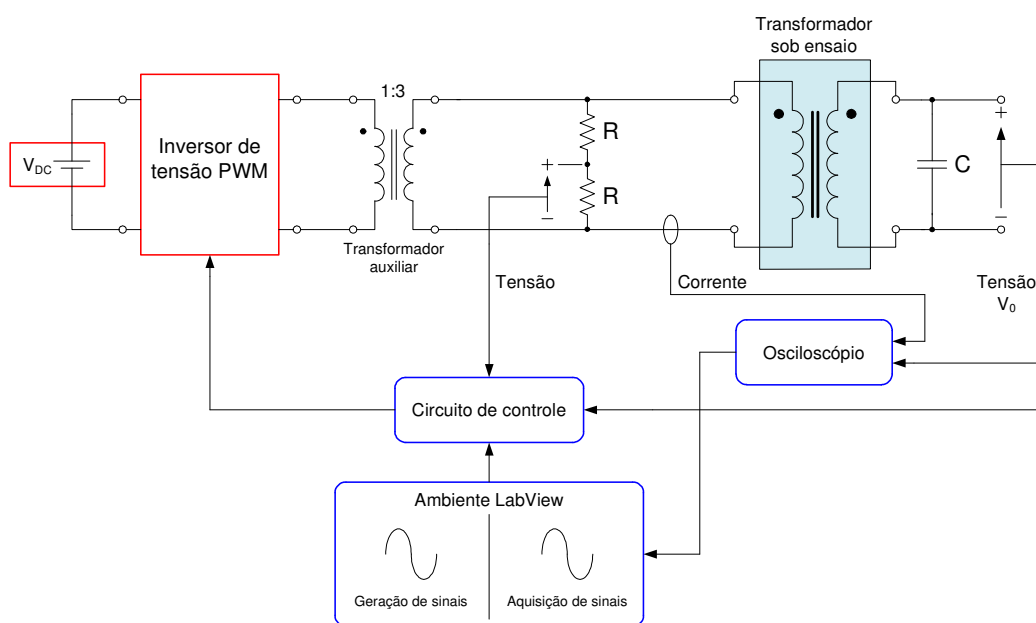 Transformador
sob ensaio
1:3
V_DC
Inversor de
tensão PWM
R
+
−
R
+
C
−
Transformador
auxiliar
Tensão
Corrente
Tensão
V_0
Osciloscópio
Circuito de controle
Ambiente LabView
Geração de sinais
Aquisição de sinais